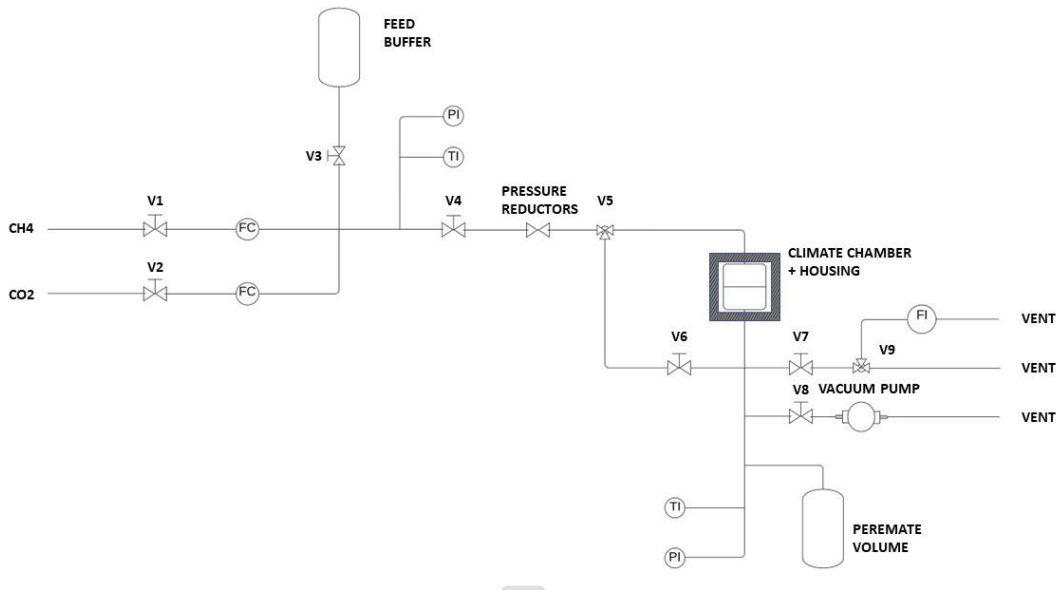 FEED
BUFFER
PI
V3
TI
V1
V4
PRESSURE
REDUCTORS
V5
CH4
FC
V2
CLIMATE CHAMBER
+ HOUSING
CO2
FC
FI
VENT
V6
V7
V9
VENT
V8
VACUUM PUMP
VENT
TI
PEREMATE
VOLUME
PI